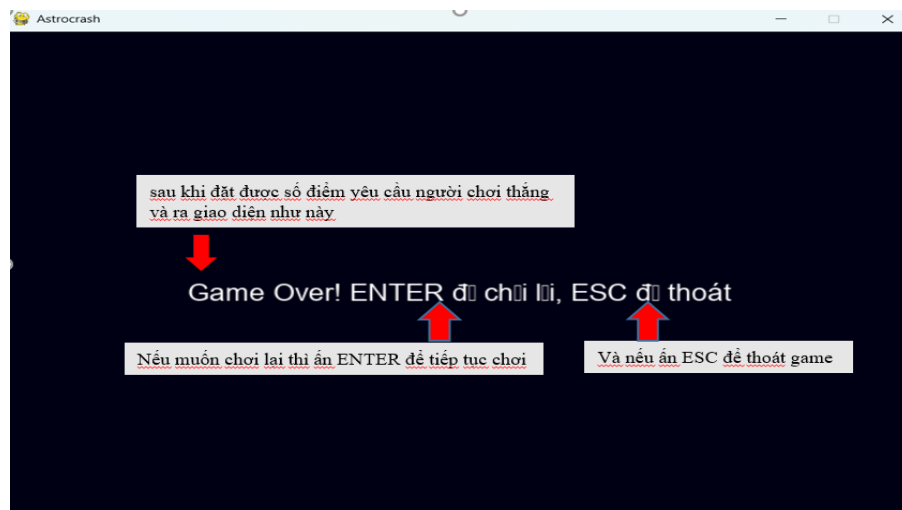 Astrocrash
sau khi đặt được số điểm yêu cầu người chơi thắng
và ra giao diện như này
Game Over! ENTER đ▯ ch▯i l▯i, ESC đ▯ thoát
Nếu muốn chơi lại thì ấn ENTER để tiếp tục chơi
Và nếu ấn ESC để thoát game